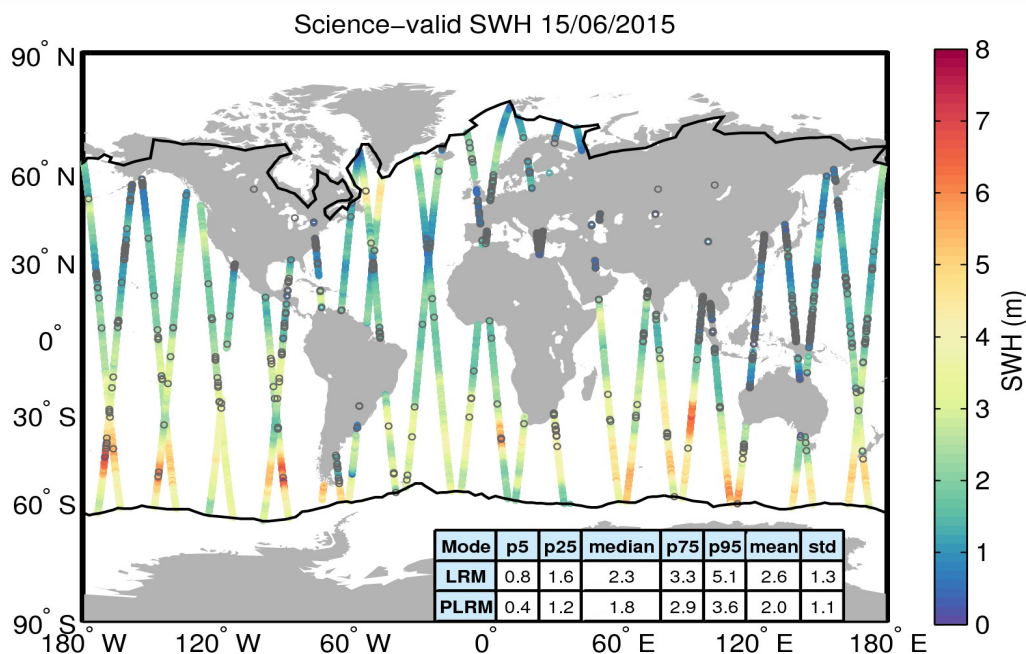 Science−valid SWH 15/06/2015
90° N
60° N
30° N
0°
30° S
60° S
90° S
180° W 120° W 60° W 0° 60° E 120° E 180° E
Mode p5 p25 median p75 p95 mean std
LRM 0.8 1.6 2.3 3.3 5.1 2.6 1.3
PLRM 0.4 1.2 1.8 2.9 3.6 2.0 1.1
8
7
6
5
4
3
2
1
0
SWH (m)